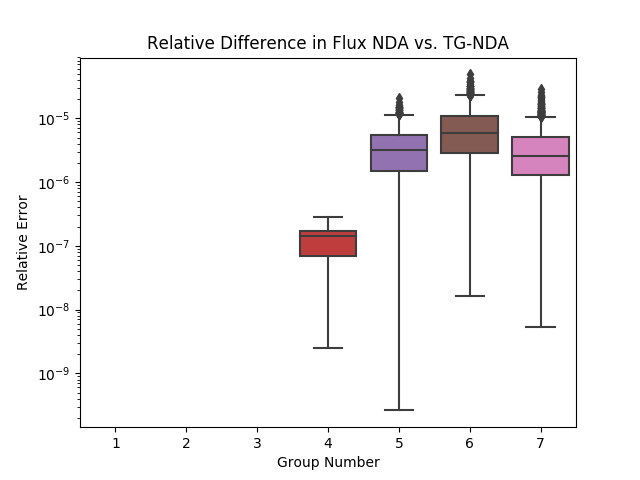 Relative Difference in Flux NDA vs. TG-NDA
Relative Error
10⁻⁵
10⁻⁶
10⁻⁷
10⁻⁸
10⁻⁹
1 2 3 4 5 6 7
Group Number